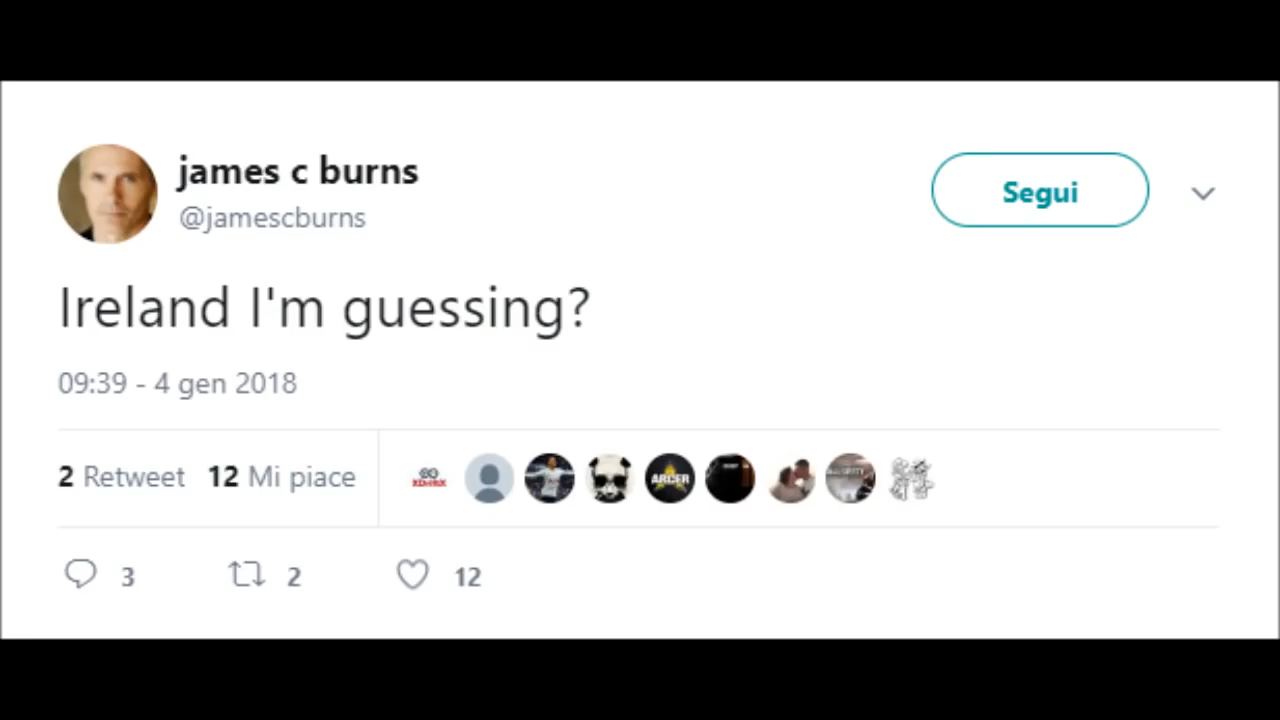 james c burns
@jamescburns
Segui
Ireland I'm guessing?
09:39 - 4 gen 2018
2 Retweet 12 Mi piace
ARCER
3 2 12